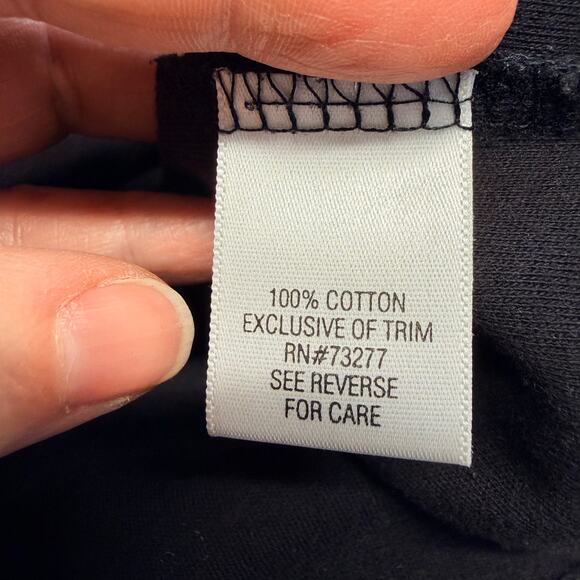 100% COTTON
EXCLUSIVE OF TRIM
RN#73277
SEE REVERSE
FOR CARE